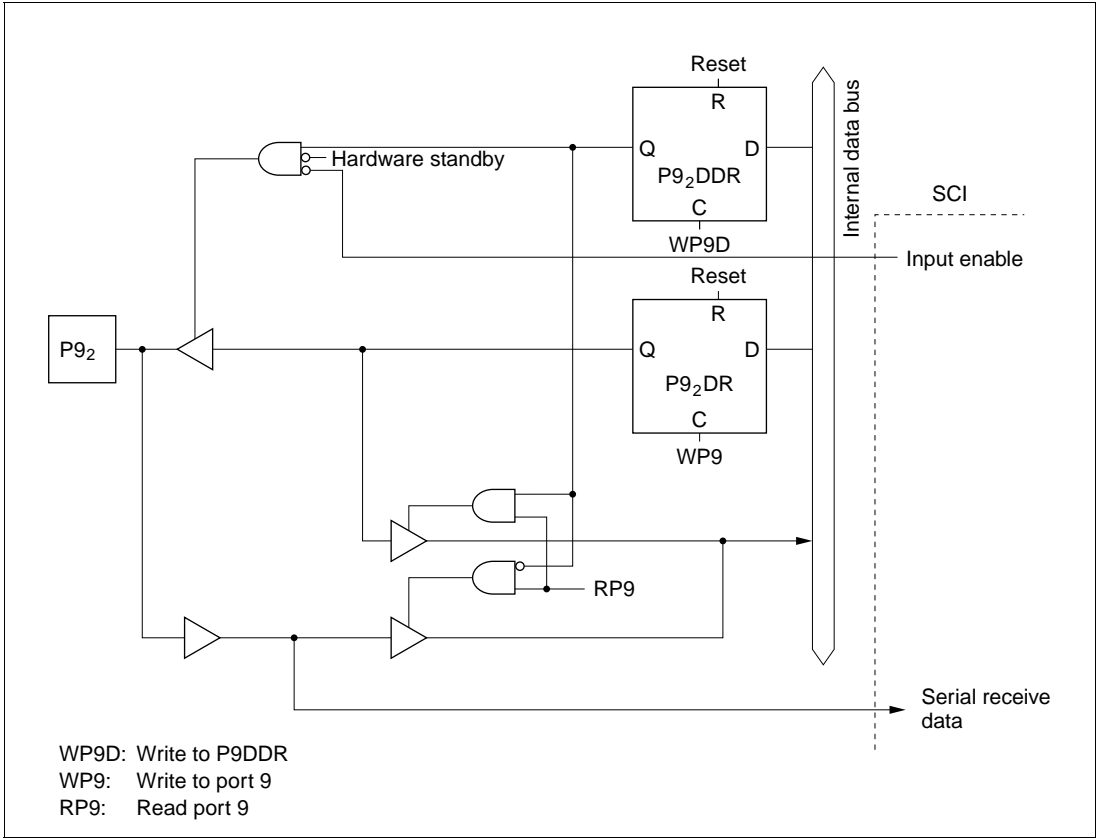 Reset
R
Q D
P9₂DDR
C
WP9D
Hardware standby
Internal data bus
SCI
Input enable
Reset
R
P9₂
Q D
P9₂DR
C
WP9
RP9
Serial receive
data
WP9D: Write to P9DDR
WP9: Write to port 9
RP9: Read port 9